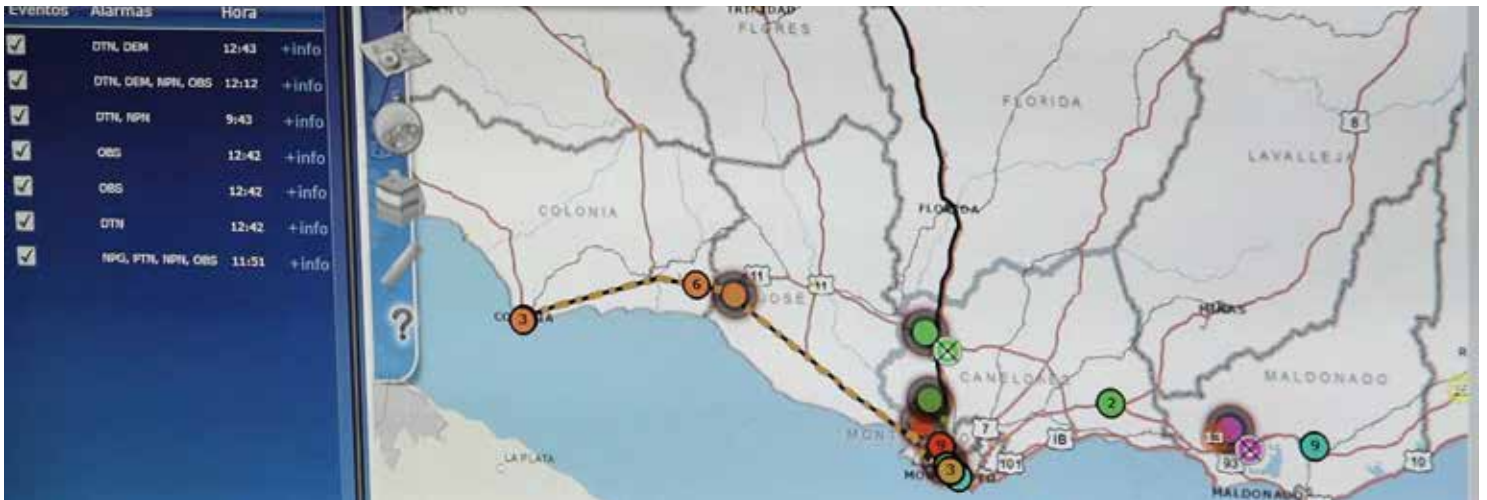 Eventos Alarmas Hora
DTN, DEM 12:43 +info
DTN, DEM, NPN, OBS 12:12 +info
DTN, NPN 9:43 +info
OBS 12:42 +info
OBS 12:42 +info
DTN 12:42 +info
NPG, PTN, NPN, OBS 11:51 +info
?
TRINIDAD
FLORES
FLORIDA
8
LAVALLEJA
COLONIA
FLORIDA
6
11
11
3
MINAS
CANELONES
MALDONADO
2
7
IB
9
9
3
101
93
10
LA PLATA
MALDONADO